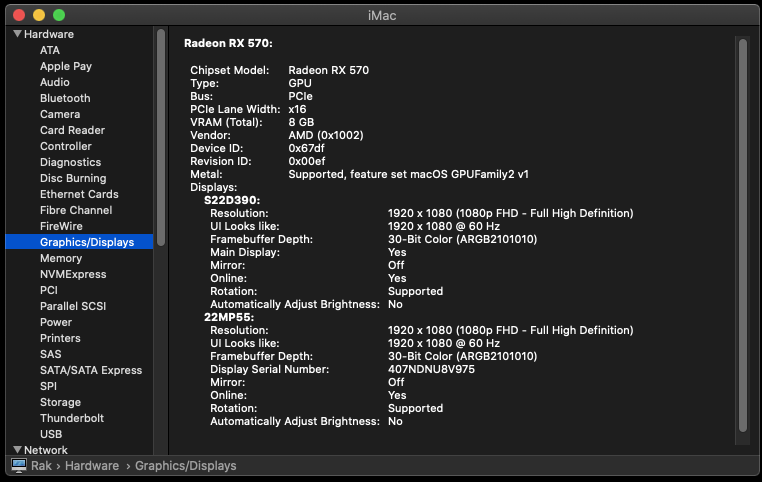 iMac
Hardware
ATA
Apple Pay
Audio
Bluetooth
Camera
Card Reader
Controller
Diagnostics
Disc Burning
Ethernet Cards
Fibre Channel
FireWire
Graphics/Displays
Memory
NVMExpress
PCI
Parallel SCSI
Power
Printers
SAS
SATA/SATA Express
SPI
Storage
Thunderbolt
USB
Network
Radeon RX 570:
Chipset Model: Radeon RX 570
Type: GPU
Bus: PCIe
PCIe Lane Width: x16
VRAM (Total): 8 GB
Vendor: AMD (0x1002)
Device ID: 0x67df
Revision ID: 0x00ef
Metal: Supported, feature set macOS GPUFamily2 v1
Displays:
S22D390:
Resolution: 1920 x 1080 (1080p FHD - Full High Definition)
UI Looks like: 1920 x 1080 @ 60 Hz
Framebuffer Depth: 30-Bit Color (ARGB2101010)
Main Display: Yes
Mirror: Off
Online: Yes
Rotation: Supported
Automatically Adjust Brightness: No
22MP55:
Resolution: 1920 x 1080 (1080p FHD - Full High Definition)
UI Looks like: 1920 x 1080 @ 60 Hz
Framebuffer Depth: 30-Bit Color (ARGB2101010)
Display Serial Number: 407NDNU8V975
Mirror: Off
Online: Yes
Rotation: Supported
Automatically Adjust Brightness: No
Rak › Hardware › Graphics/Displays